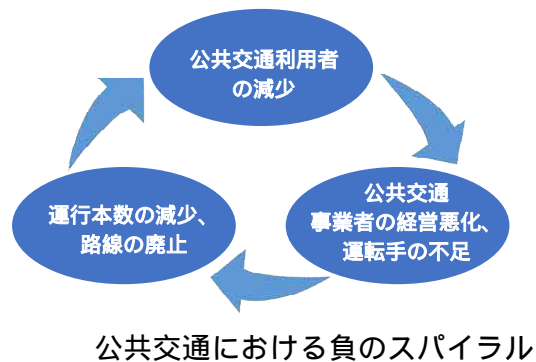 公共交通利用者
の減少
公共交通
事業者の経営悪化、
運転手の不足
運行本数の減少、
路線の廃止
公共交通における負のスパイラル